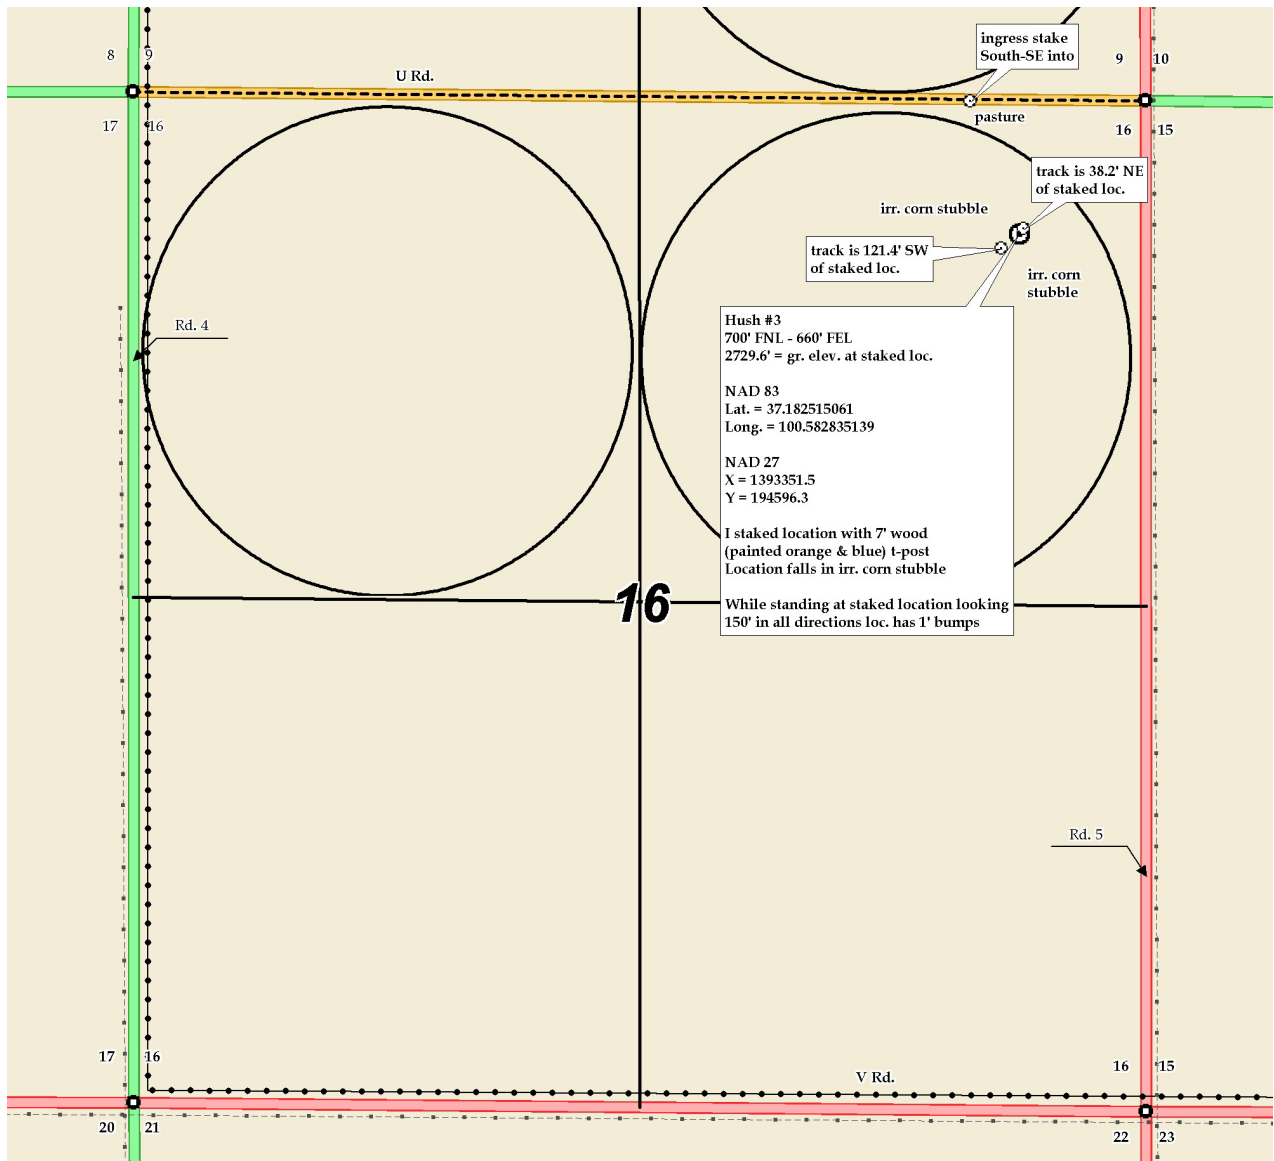 ingress stake
South-SE into
8 9
9 10
U Rd.
pasture
17 16
16 15
track is 38.2' NE
of staked loc.
irr. corn stubble
track is 121.4' SW
of staked loc.
irr. corn
stubble
Rd. 4
Hush #3
700' FNL - 660' FEL
2729.6' = gr. elev. at staked loc.
NAD 83
Lat. = 37.182515061
Long. = 100.582835139
NAD 27
X = 1393351.5
Y = 194596.3
I staked location with 7' wood
(painted orange & blue) t-post
Location falls in irr. corn stubble
While standing at staked location looking
150' in all directions loc. has 1' bumps
16
Rd. 5
17 16
16 15
V Rd.
20 21
22 23